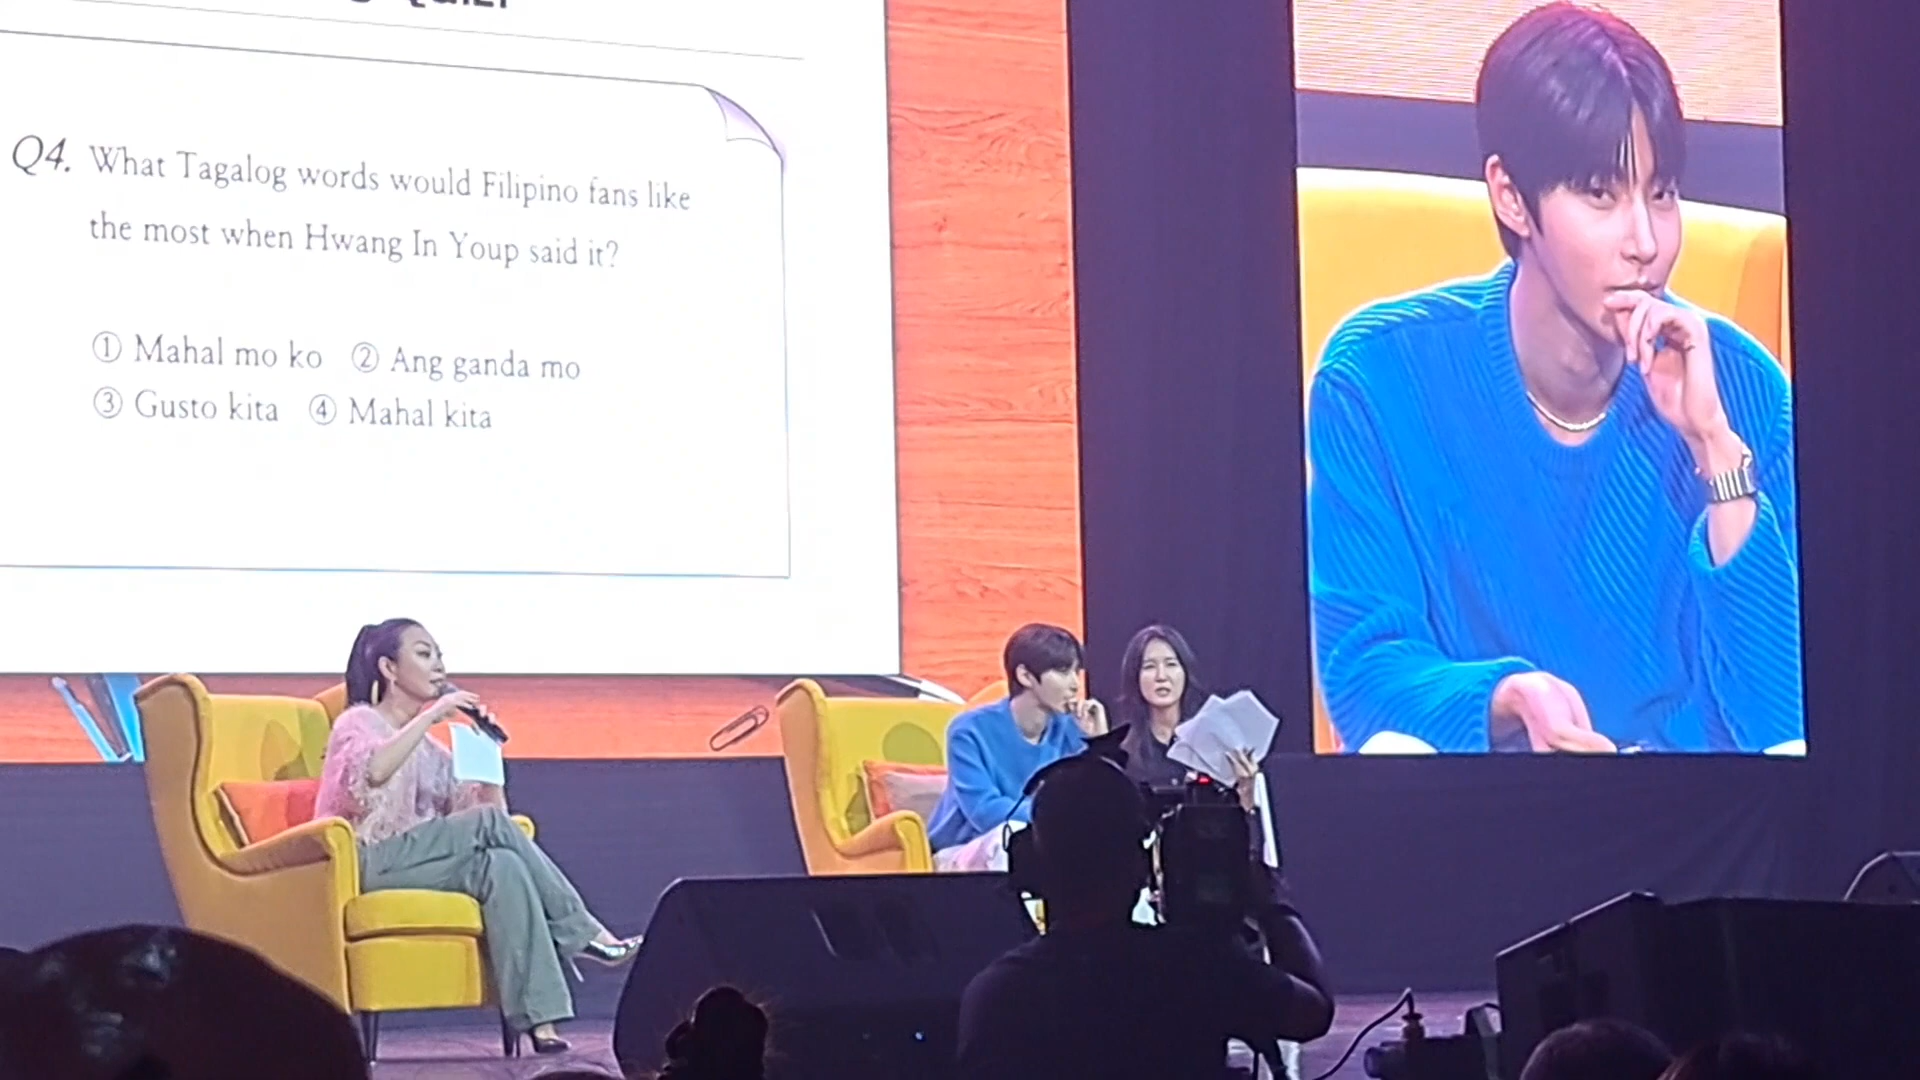 Q4. What Tagalog words would Filipino fans like
the most when Hwang In Youp said it?
① Mahal mo ko ② Ang ganda mo
③ Gusto kita ④ Mahal kita